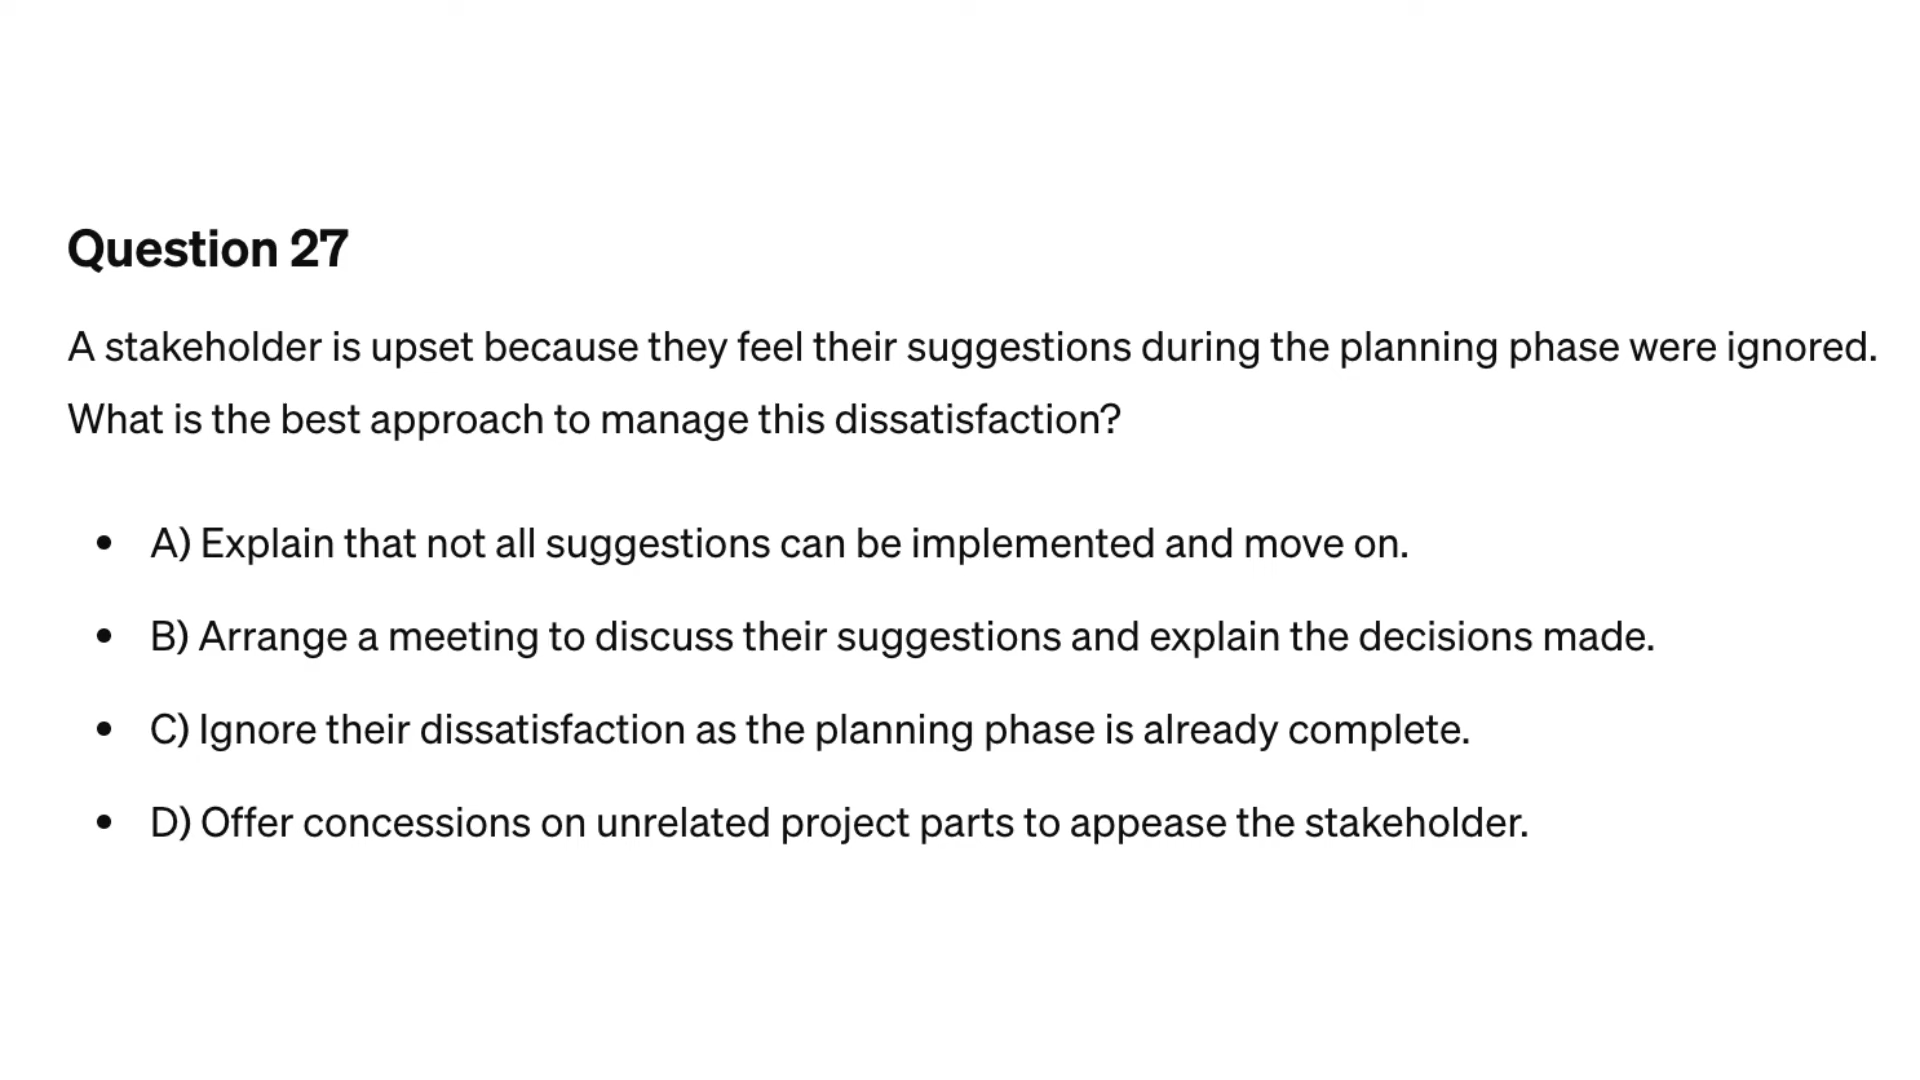 Question 27
A stakeholder is upset because they feel their suggestions during the planning phase were ignored.
What is the best approach to manage this dissatisfaction?
• A) Explain that not all suggestions can be implemented and move on.
• B) Arrange a meeting to discuss their suggestions and explain the decisions made.
• C) Ignore their dissatisfaction as the planning phase is already complete.
• D) Offer concessions on unrelated project parts to appease the stakeholder.